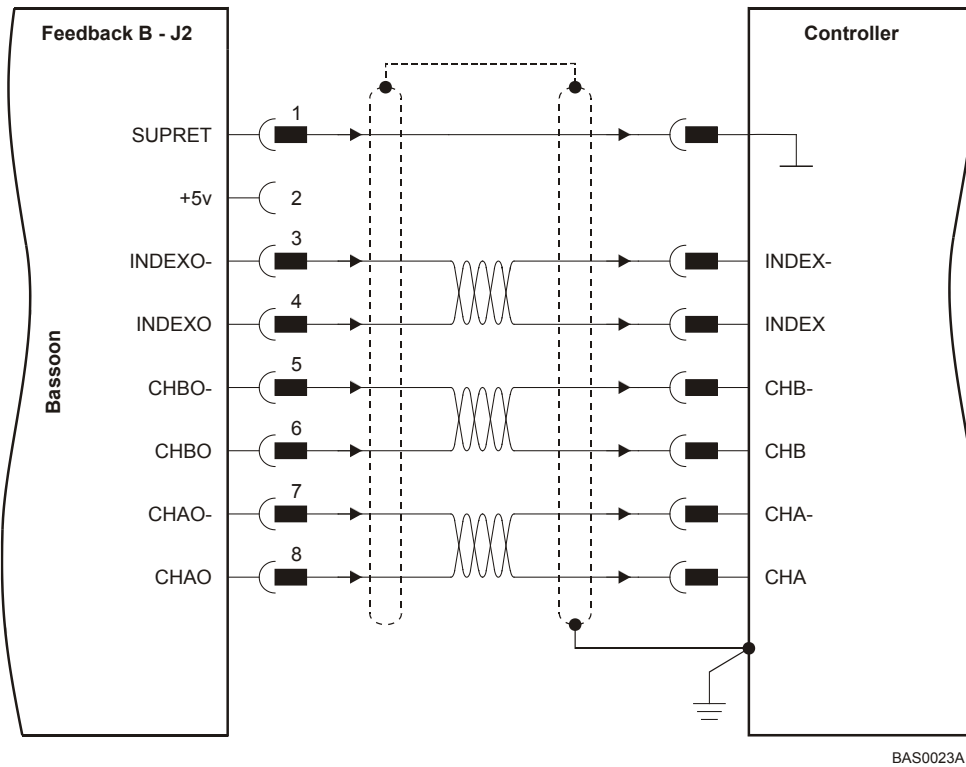 Feedback B - J2
Controller
SUPRET
1
+5v
2
INDEXO-
3
INDEX-
INDEXO
4
INDEX
Bassoon
CHBO-
5
CHB-
CHBO
6
CHB
CHAO-
7
CHA-
CHAO
8
CHA
BAS0023A